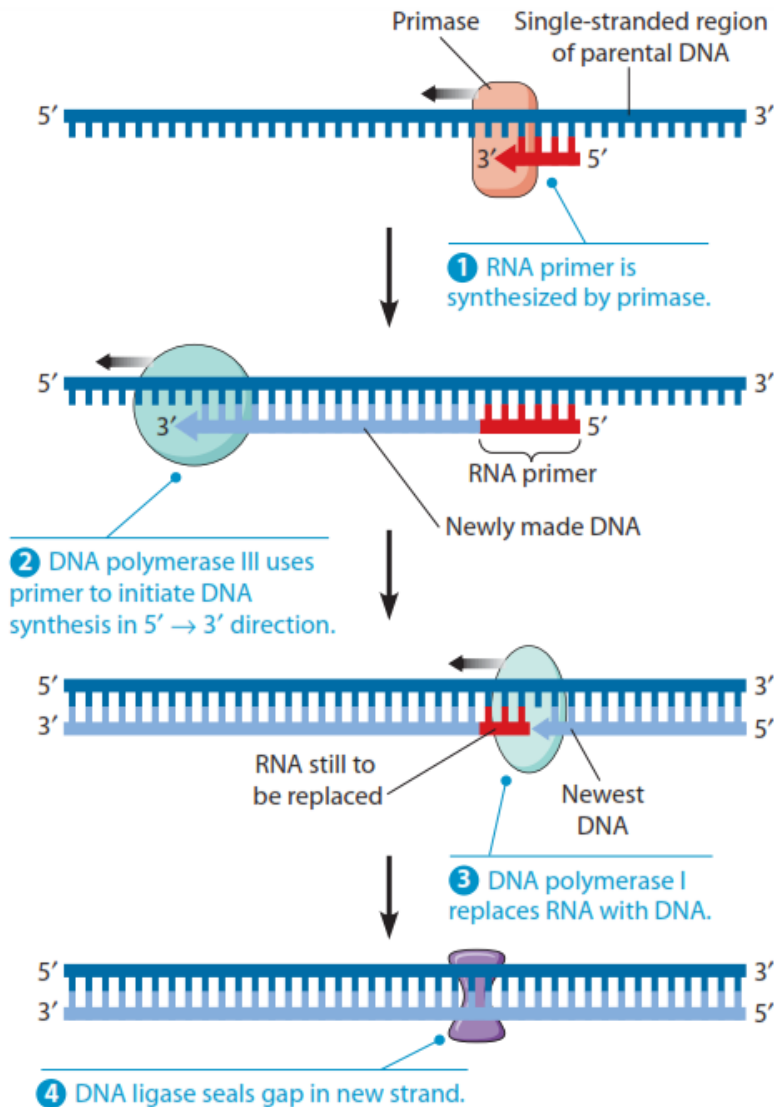 Primase
Single-stranded region
of parental DNA
5′
3′
3′
5′
1 RNA primer is
synthesized by primase.
5′
3′
3′
5′
RNA primer
Newly made DNA
2 DNA polymerase III uses
primer to initiate DNA
synthesis in 5′ → 3′ direction.
5′
3′
3′
5′
RNA still to
be replaced
Newest
DNA
3 DNA polymerase I
replaces RNA with DNA.
5′
3′
3′
5′
4 DNA ligase seals gap in new strand.